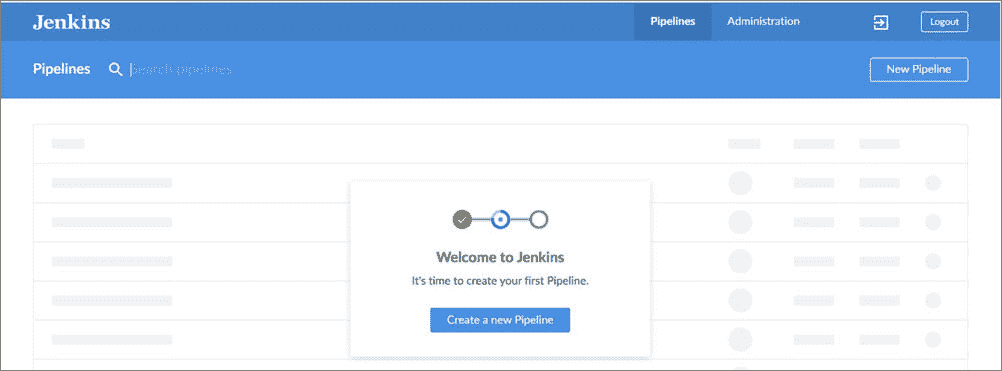 Jenkins
Pipelines
Administration
Logout
Pipelines
Search pipelines
New Pipeline
Welcome to Jenkins
It's time to create your first Pipeline.
Create a new Pipeline